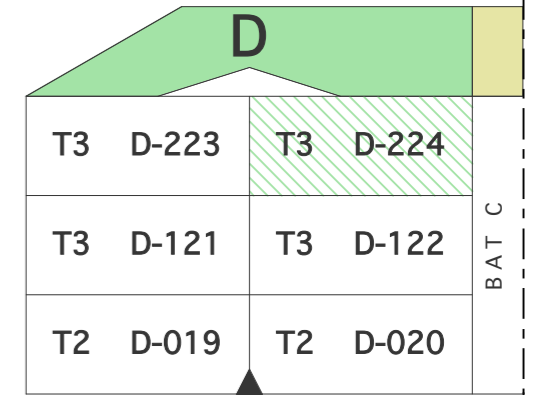 D
T3 D-223 T3 D-224
T3 D-121 T3 D-122
T2 D-019 T2 D-020
BAT C